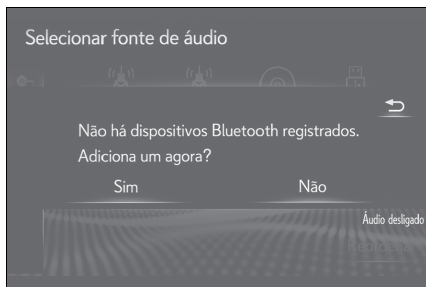 Selecionar fonte de áudio
Não há dispositivos Bluetooth registrados.
Adiciona um agora?
Sim
Não
Áudio desligado